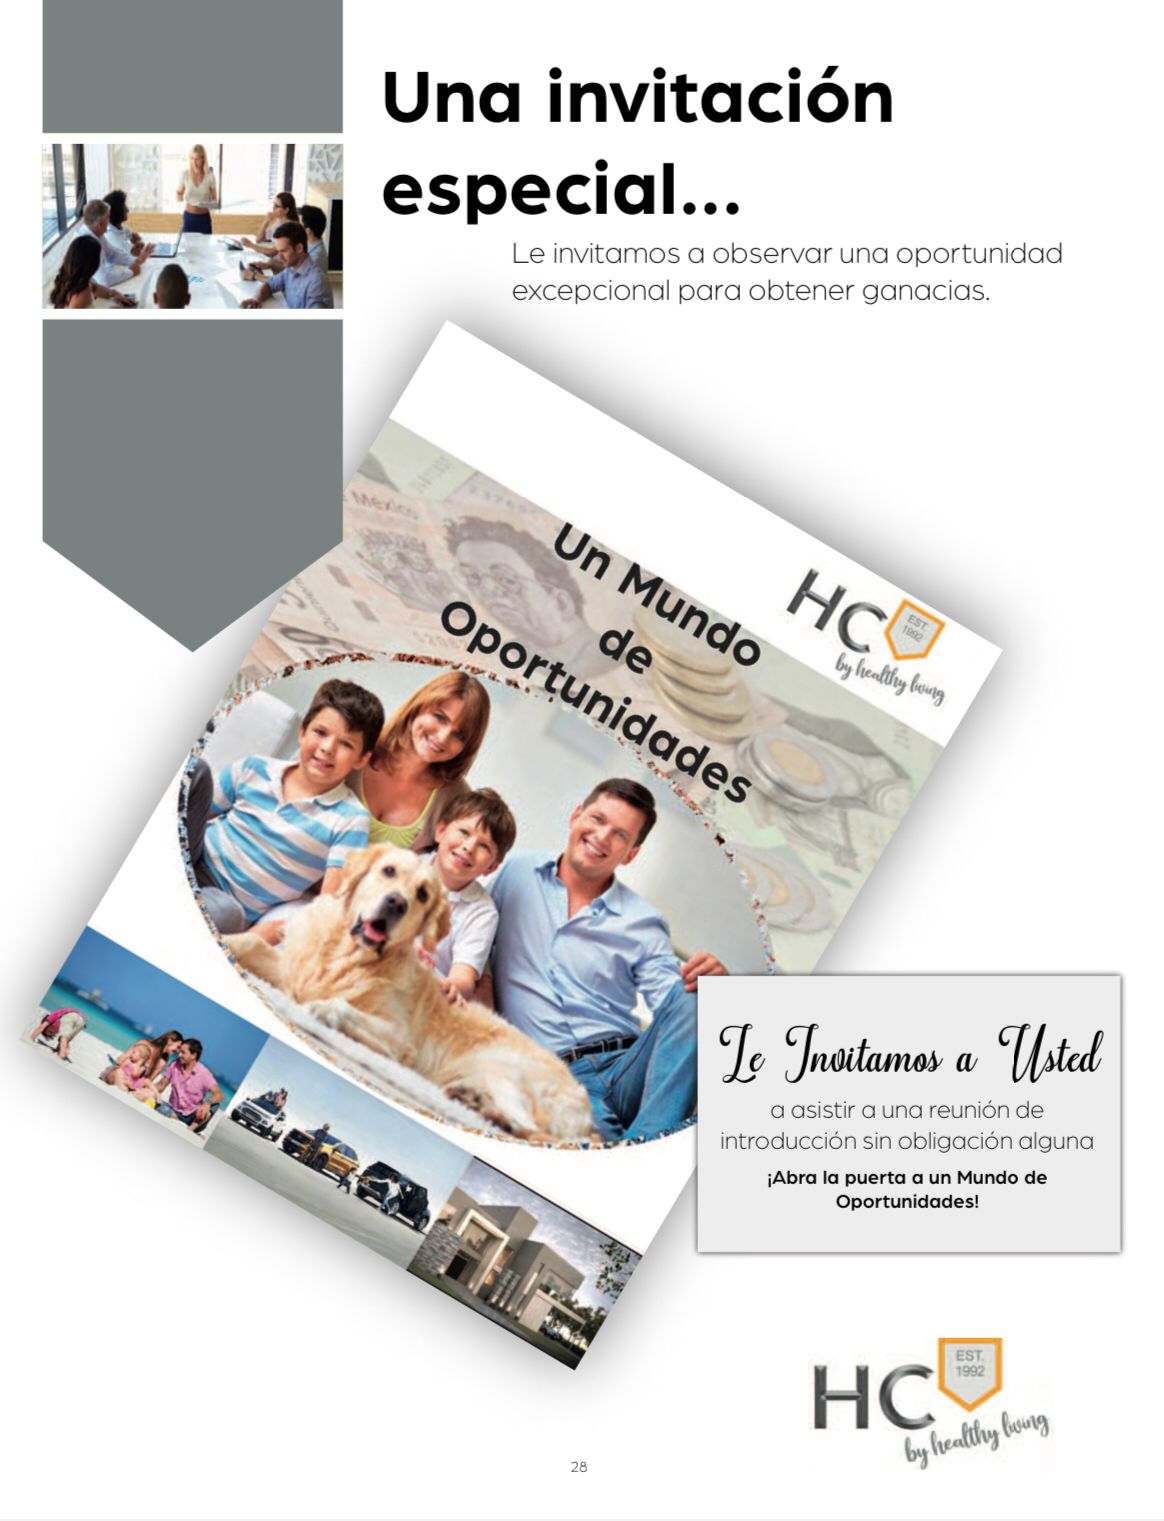 Una invitación
especial...
Le invitamos a observar una oportunidad
excepcional para obtener ganacias.
México
Un Mundo
de
Oportunidades
HC
EST.
1992
by healthy living
Le Invitamos a Usted
a asistir a una reunión de
introducción sin obligación alguna
¡Abra la puerta a un Mundo de
Oportunidades!
HC
EST.
1992
by healthy living
28